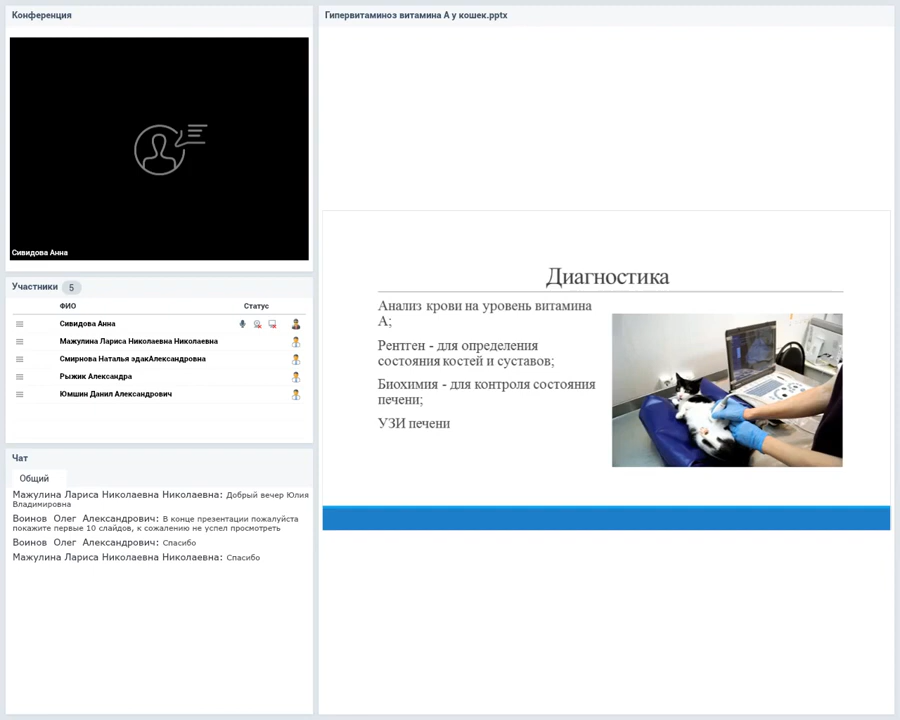 Конференция
Сивидова Анна
Участники 5
ФИО Статус
Сивидова Анна
Мажулина Лариса Николаевна Николаевна
Смирнова Наталья эдакАлександровна
Рыжик Александра
Юмшин Данил Александрович
Чат
Общий
Мажулина Лариса Николаевна Николаевна: Добрый вечер Юлия
Владимировна
Воинов Олег Александрович: В конце презентации пожалуйста
покажите первые 10 слайдов, к сожалению не успел просмотреть
Воинов Олег Александрович: Спасибо
Мажулина Лариса Николаевна Николаевна: Спасибо
Гипервитаминоз витамина А у кошек.pptx
Диагностика
Анализ крови на уровень витамина
А;
Рентген - для определения
состояния костей и суставов;
Биохимия - для контроля состояния
печени;
УЗИ печени